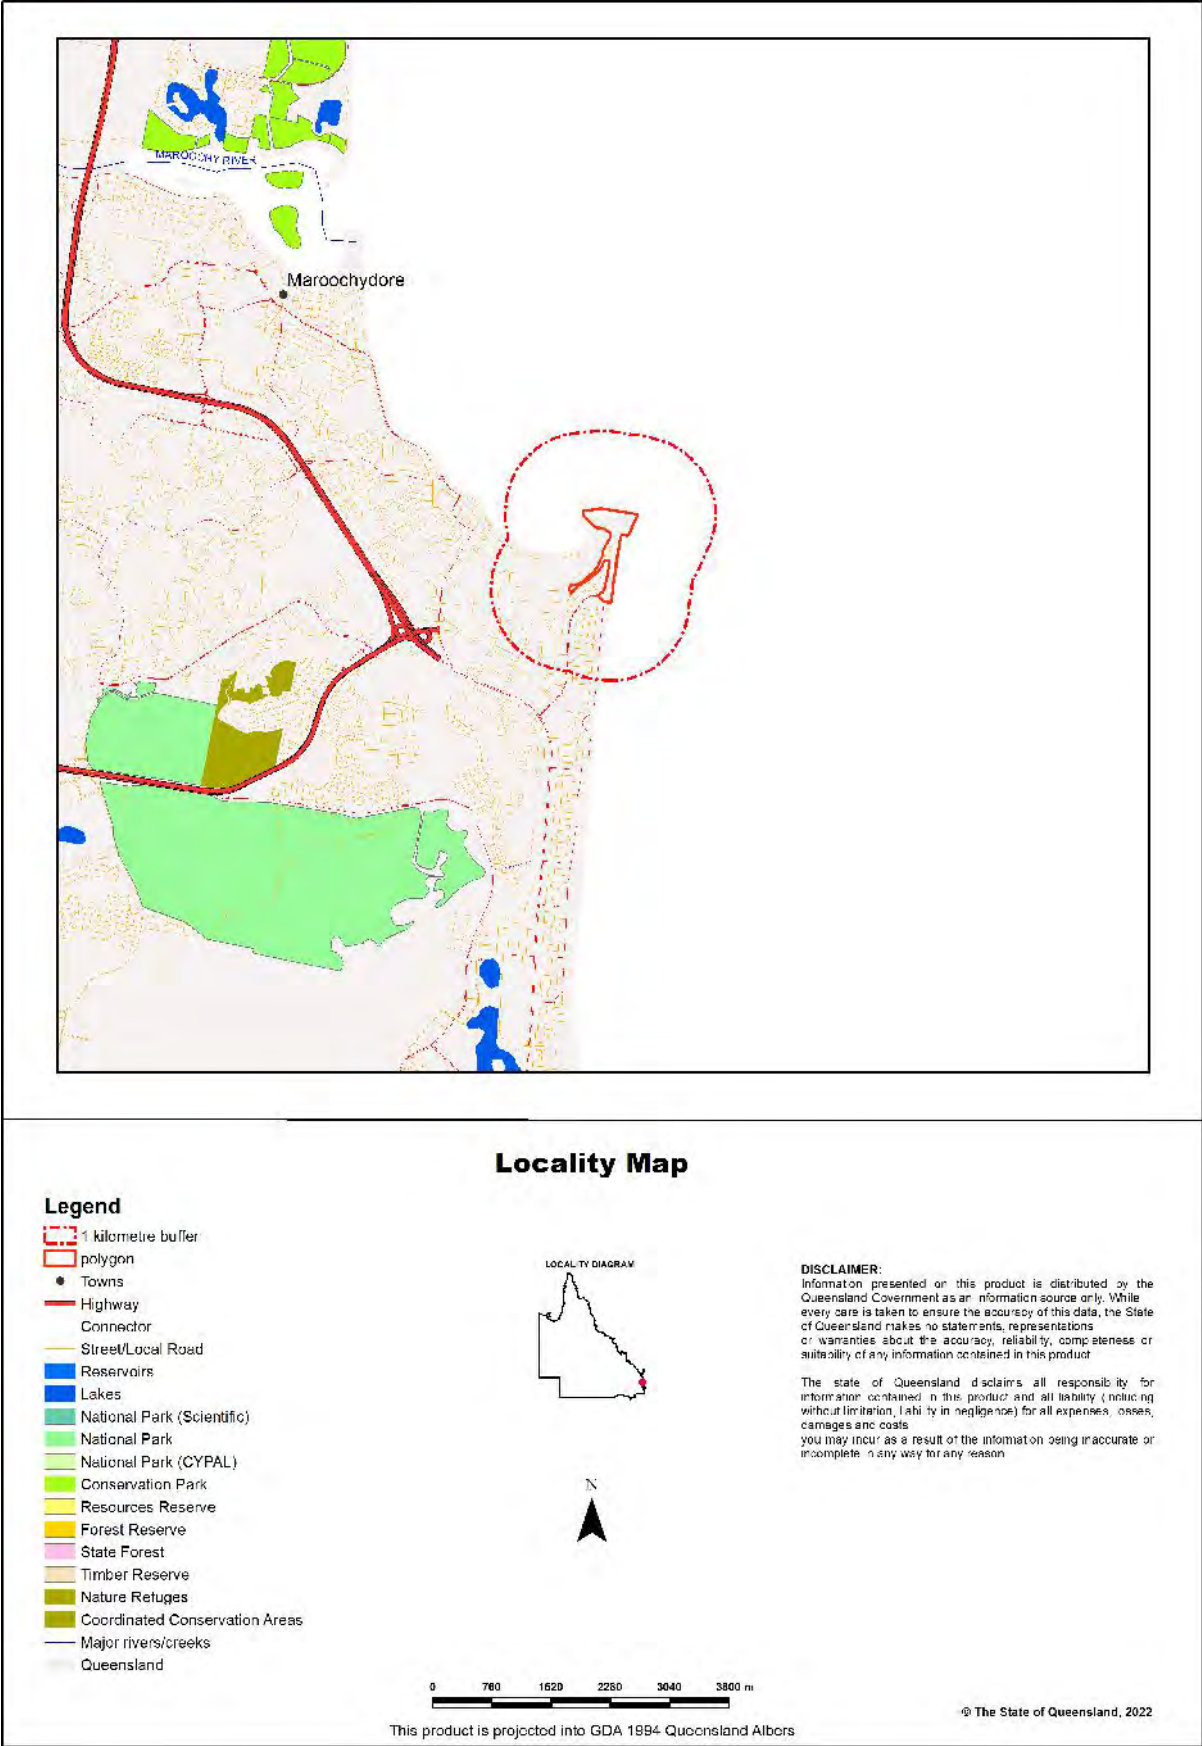 MAROOCHY RIVER
Maroochydore
Locality Map
Legend
1 kilometre buffer
polygon
Towns
Highway
Connector
Street/Local Road
Reservoirs
Lakes
National Park (Scientific)
National Park
National Park (CYPAL)
Conservation Park
Resources Reserve
Forest Reserve
State Forest
Timber Reserve
Nature Refuges
Coordinated Conservation Areas
Major rivers/creeks
Queensland
LOCALITY DIAGRAM
N
0 760 1520 2280 3040 3800 m
This product is projected into GDA 1994 Queensland Albers
DISCLAIMER:
Information presented on this product is distributed by the
Queensland Government as an information source only. While
every care is taken to ensure the accuracy of this data, the State
of Queensland makes no statements, representations
or warranties about the accuracy, reliability, completeness or
suitability of any information contained in this product.
The state of Queensland disclaims all responsibility for
information contained in this product and all liability (including
without limitation, liability in negligence) for all expenses, losses,
damages and costs
you may incur as a result of the information being inaccurate or
incomplete in any way for any reason.
© The State of Queensland, 2022